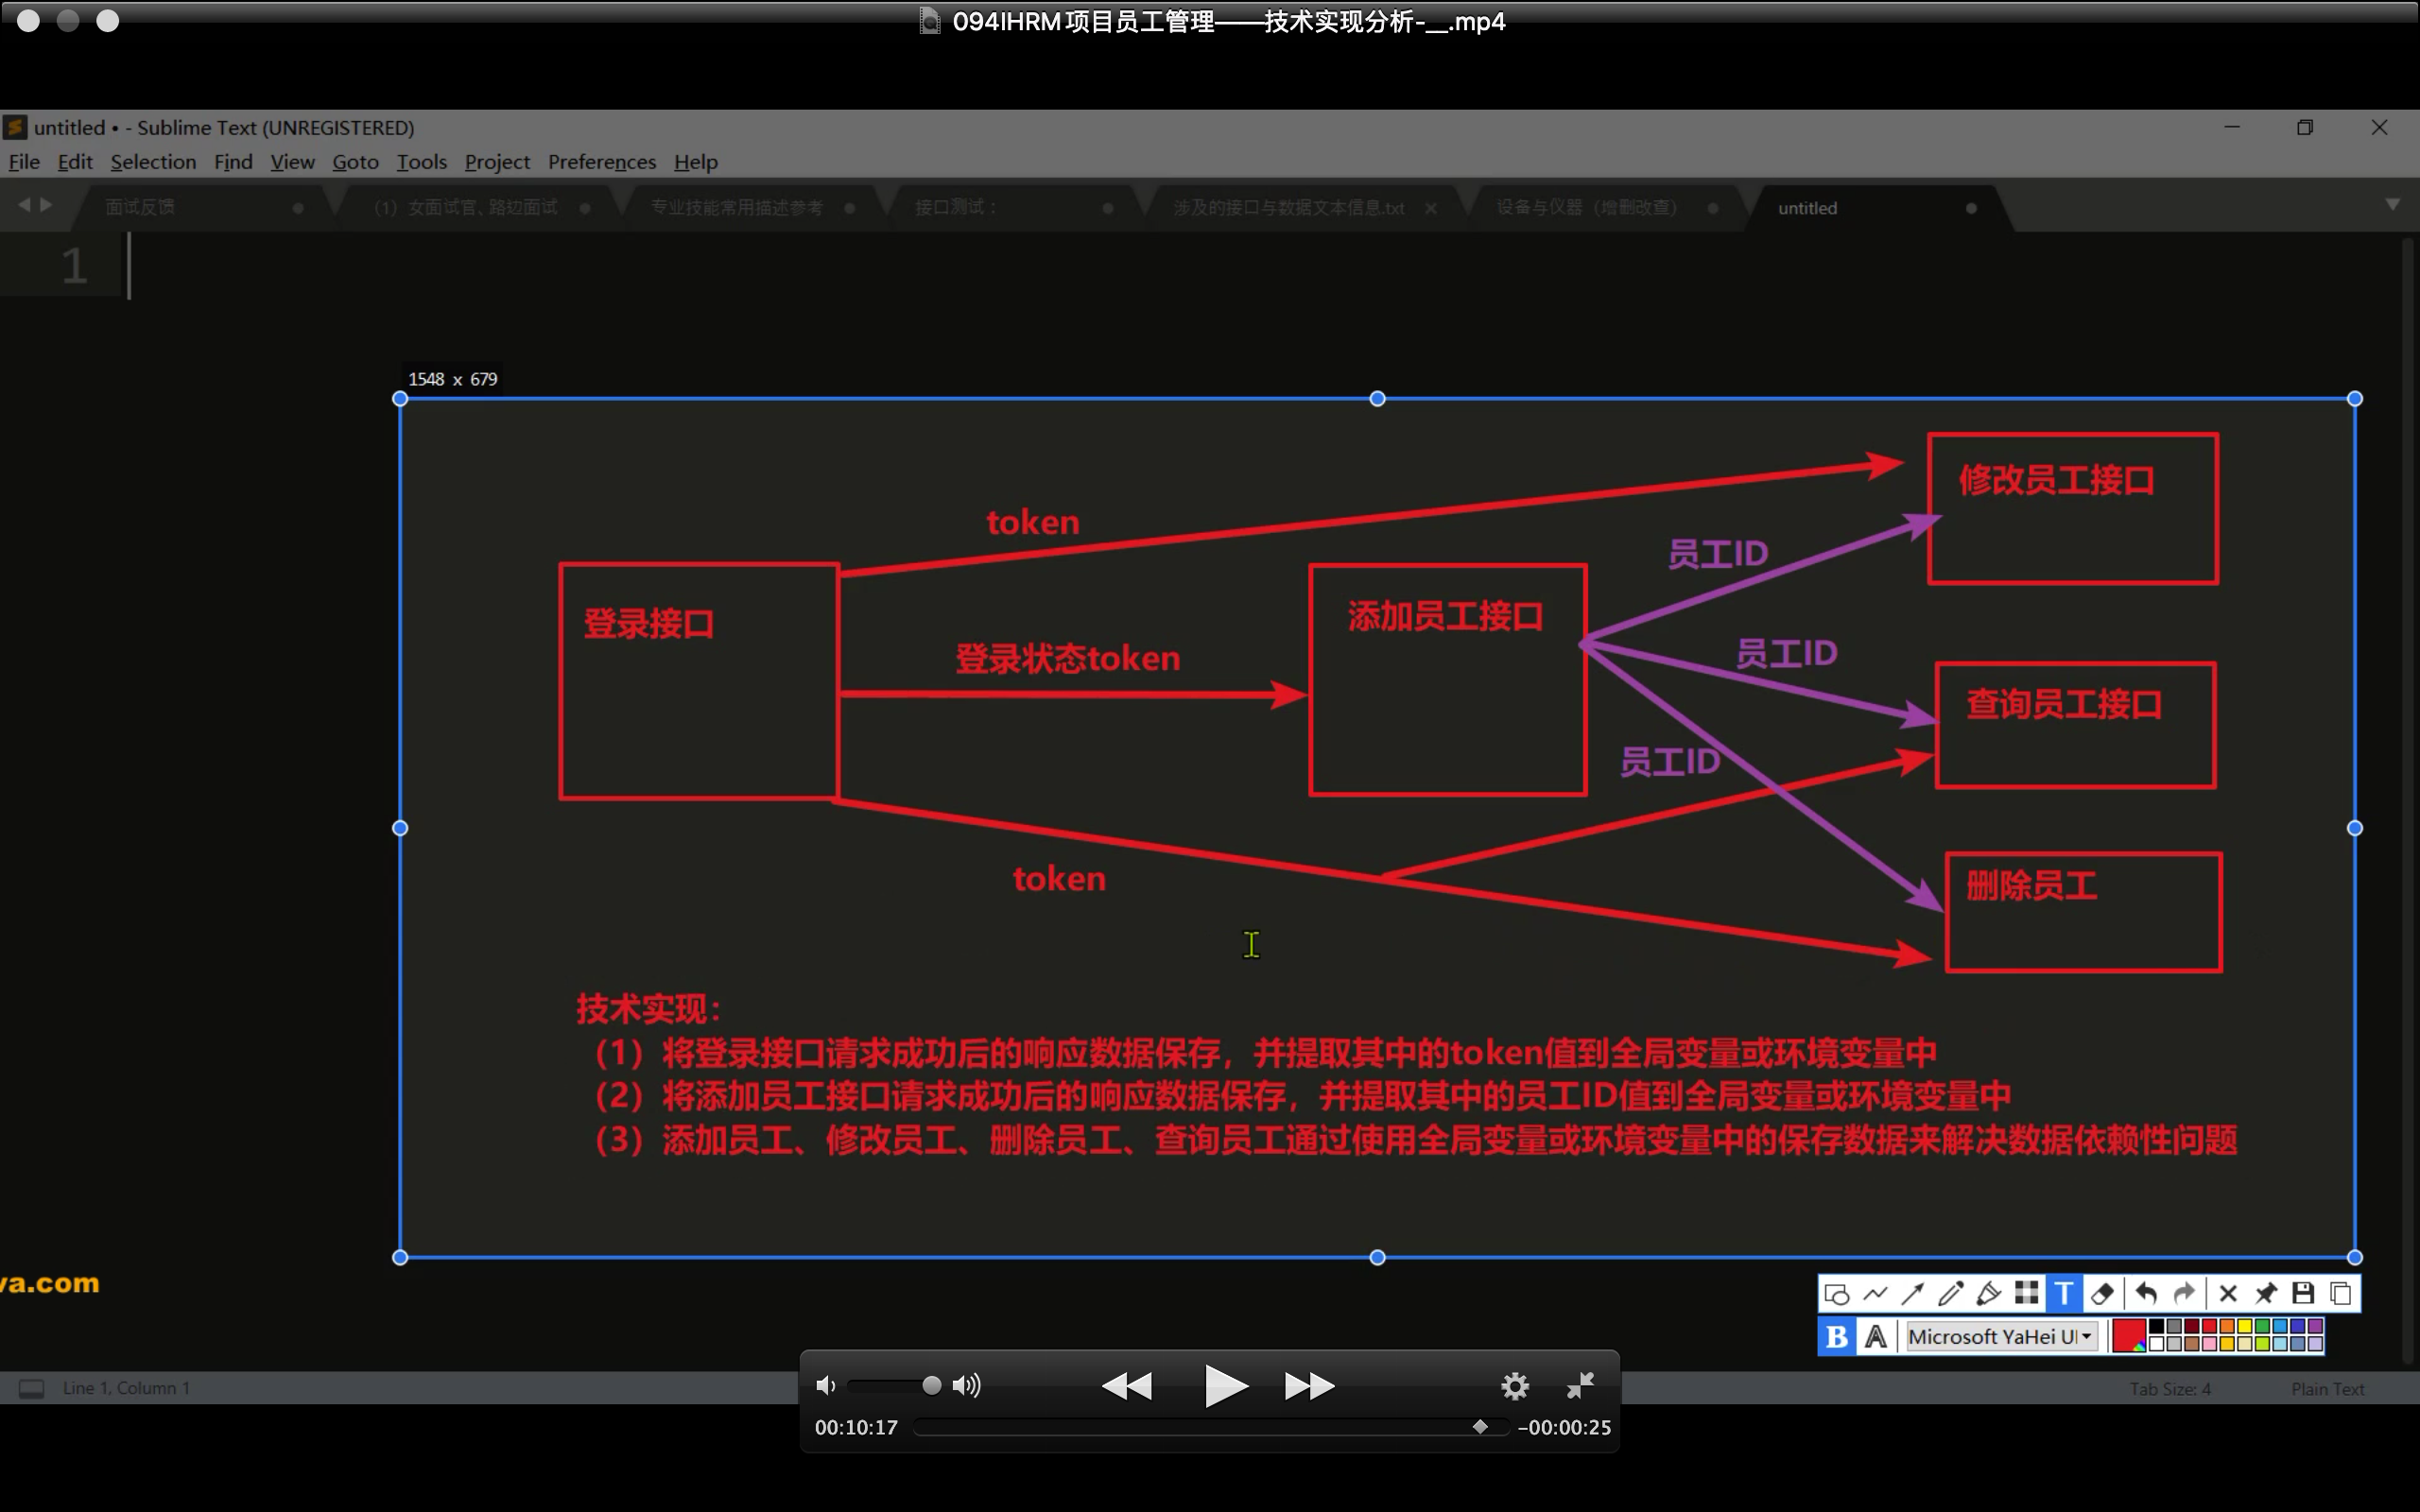 094IHRM项目员工管理——技术实现分析-__.mp4
untitled • - Sublime Text (UNREGISTERED)
File Edit Selection Find View Goto Tools Project Preferences Help
面试反馈 (1) 女面试官、路边面试 专业技能常用描述参考 接口测试： 涉及的接口与数据文本信息.txt 设备与仪器（增删改查） untitled
1
1548 x 679
修改员工接口
token
员工ID
登录接口
添加员工接口
登录状态token
员工ID
查询员工接口
员工ID
token
删除员工
技术实现：
（1）将登录接口请求成功后的响应数据保存，并提取其中的token值到全局变量或环境变量中
（2）将添加员工接口请求成功后的响应数据保存，并提取其中的员工ID值到全局变量或环境变量中
（3）添加员工、修改员工、删除员工、查询员工通过使用全局变量或环境变量中的保存数据来解决数据依赖性问题
va.com
T
B A Microsoft YaHei UI
Line 1, Column 1
Tab Size: 4 Plain Text
00:10:17 -00:00:25